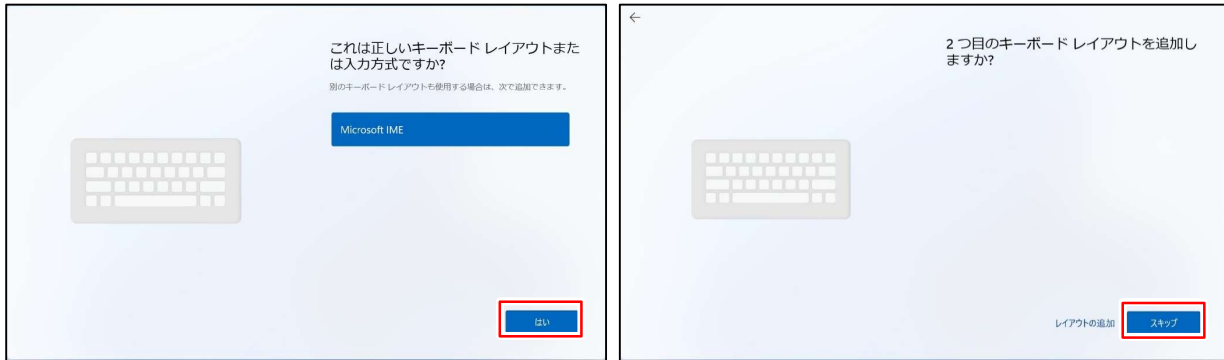 これは正しいキーボード レイアウトまた
は入力方式ですか?
別のキーボード レイアウトも使用する場合は、次で追加できます。
Microsoft IME
はい
2 つ目のキーボード レイアウトを追加し
ますか?
レイアウトの追加
スキップ